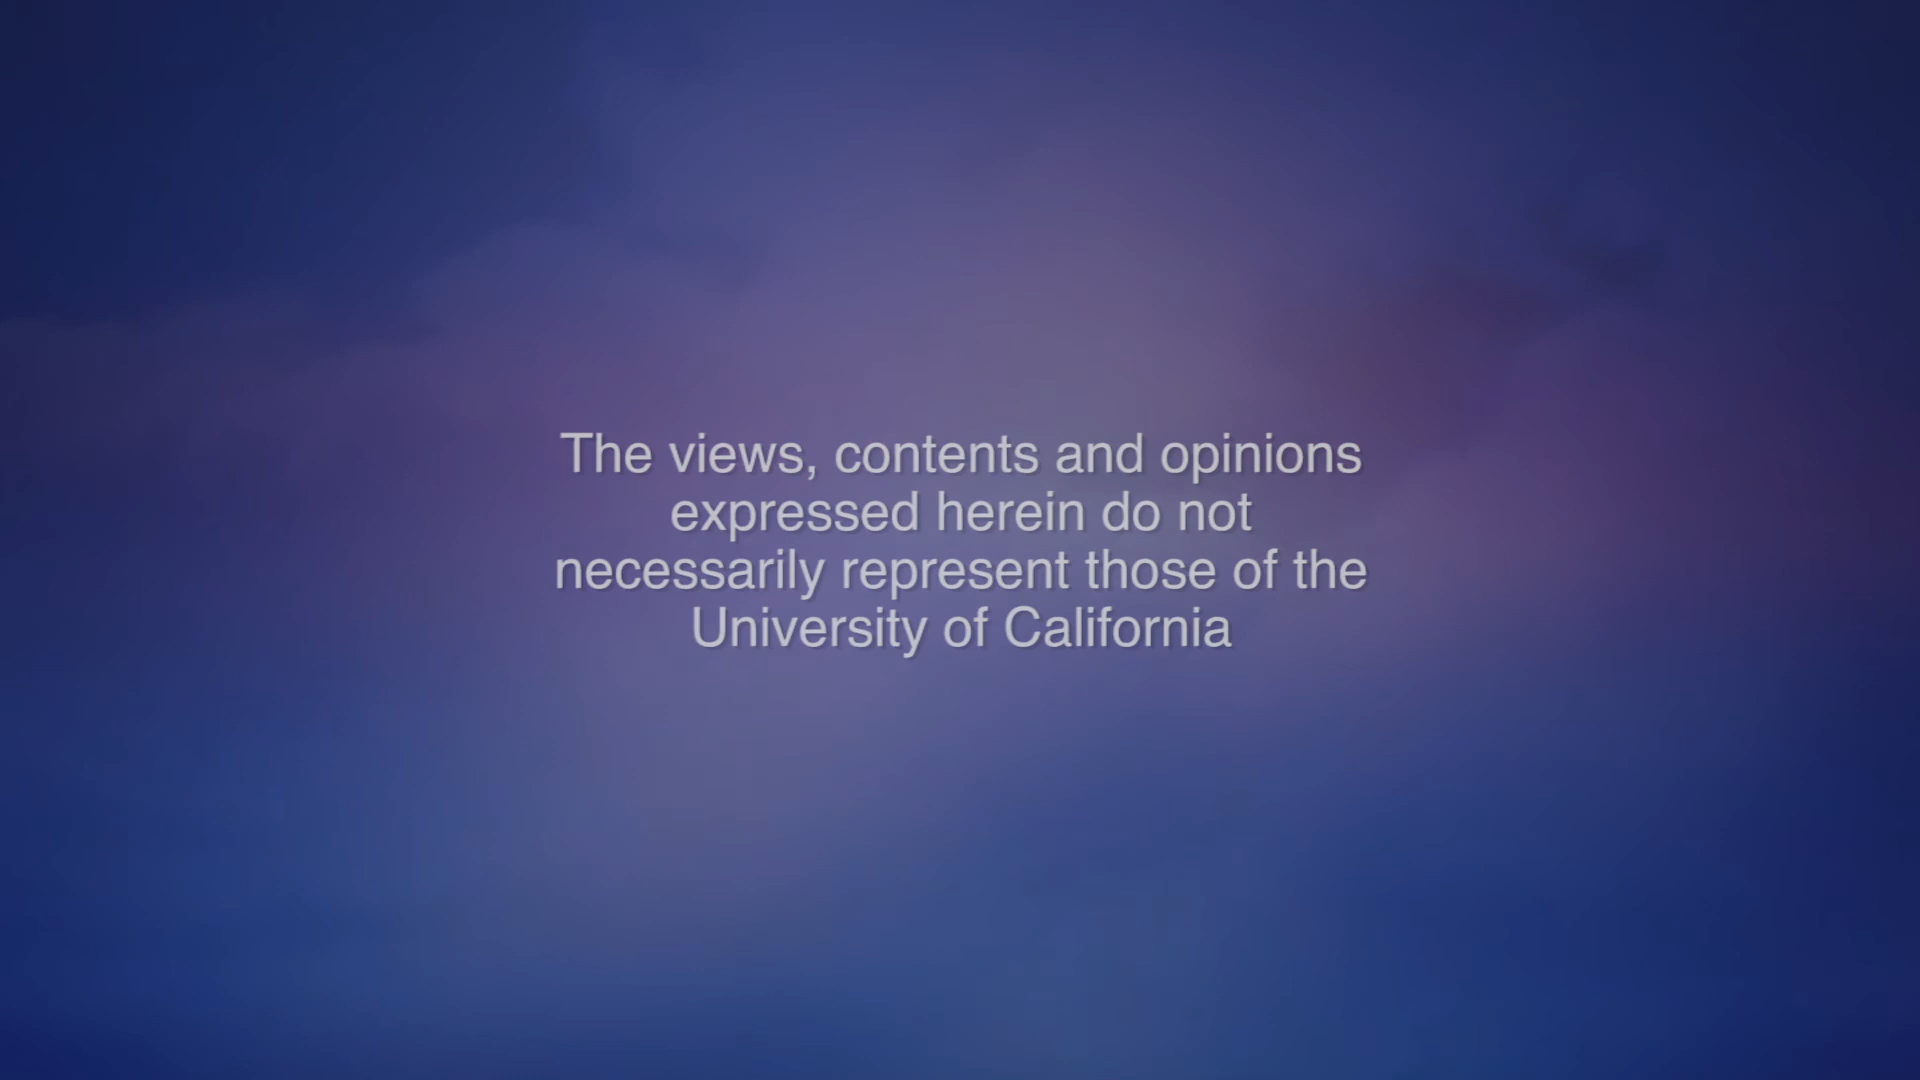 The views, contents and opinions
expressed herein do not
necessarily represent those of the
University of California